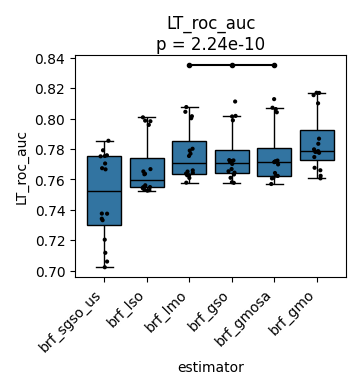 LT_roc_auc
p = 2.24e-10
LT_roc_auc
0.84
0.82
0.80
0.78
0.76
0.74
0.72
0.70
brf_sgso_us
brf_lso
brf_lmo
brf_gso
brf_gmosa
brf_gmo
estimator